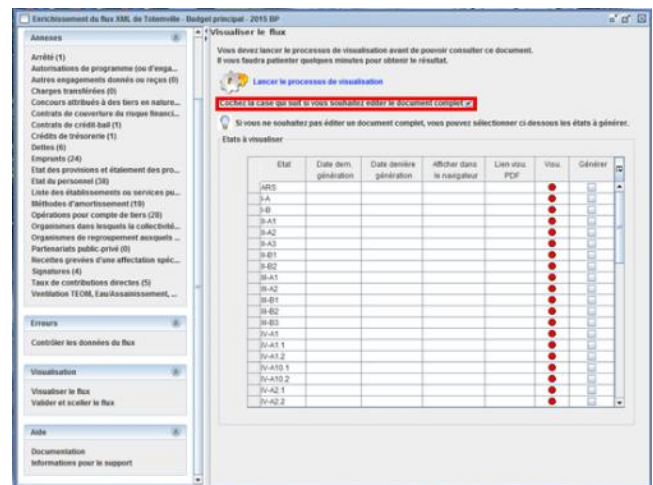 Enrichissement du flux XML de Totemville - Budget principal - 2015 BP
Annexes
Arrêté (1)
Autorisations de programme (ou d'enga...
Autres engagements donnés ou reçus (0)
Charges transférées (0)
Concours attribués à des tiers en nature...
Contrats de couverture du risque financi...
Contrats de crédit-bail (1)
Crédits de trésorerie (1)
Dettes (6)
Emprunts (24)
Etat des provisions et étalement des pro...
Etat du personnel (38)
Liste des établissements ou services pu...
Méthodes d'amortissement (19)
Opérations pour compte de tiers (28)
Organismes dans lesquels la collectivité...
Organismes de regroupement auxquels ...
Partenariats public-privé (0)
Recettes grevées d'une affectation spéc...
Signatures (4)
Taux de contributions directes (5)
Ventilation TEOM, Eau/Assainissement, ...
Erreurs
Contrôler les données du flux
Visualisation
Visualiser le flux
Valider et sceller le flux
Aide
Documentation
Informations pour le support
Visualiser le flux
Vous devez lancer le processus de visualisation avant de pouvoir consulter ce document.
Il vous faudra patienter quelques minutes pour obtenir le résultat.
Lancer le processus de visualisation
Cochez la case qui suit si vous souhaitez éditer le document complet
Si vous ne souhaitez pas éditer un document complet, vous pouvez sélectionner ci-dessous les états à générer.
Etats à visualiser
Etat Date dern. génération Date dernière génération Afficher dans le navigateur Lien visu. PDF Visu. Générer
ARS
I-A
I-B
II-A1
II-A2
II-A3
II-B1
II-B2
III-A1
III-A2
III-B1
III-B2
III-B3
IV-A1
IV-A1.1
IV-A1.2
IV-A10.1
IV-A10.2
IV-A2.1
IV-A2.2